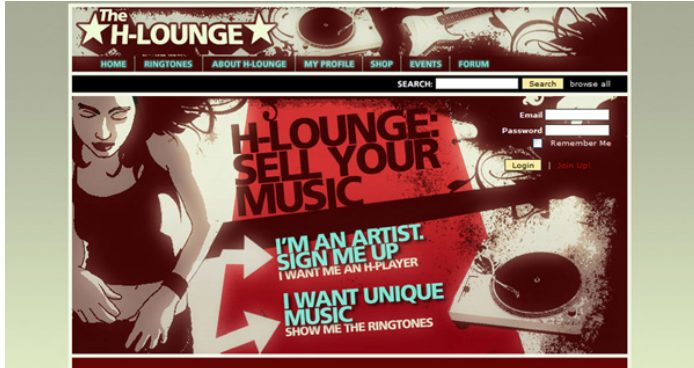 The
H-LOUNGE
HOME RINGTONES ABOUT H-LOUNGE MY PROFILE SHOP EVENTS FORUM
SEARCH: Search browse all
Email
Password
Remember Me
Login | Join Up!
H-LOUNGE:
SELL YOUR
MUSIC
I'M AN ARTIST.
SIGN ME UP
I WANT ME AN H-PLAYER
I WANT UNIQUE
MUSIC
SHOW ME THE RINGTONES